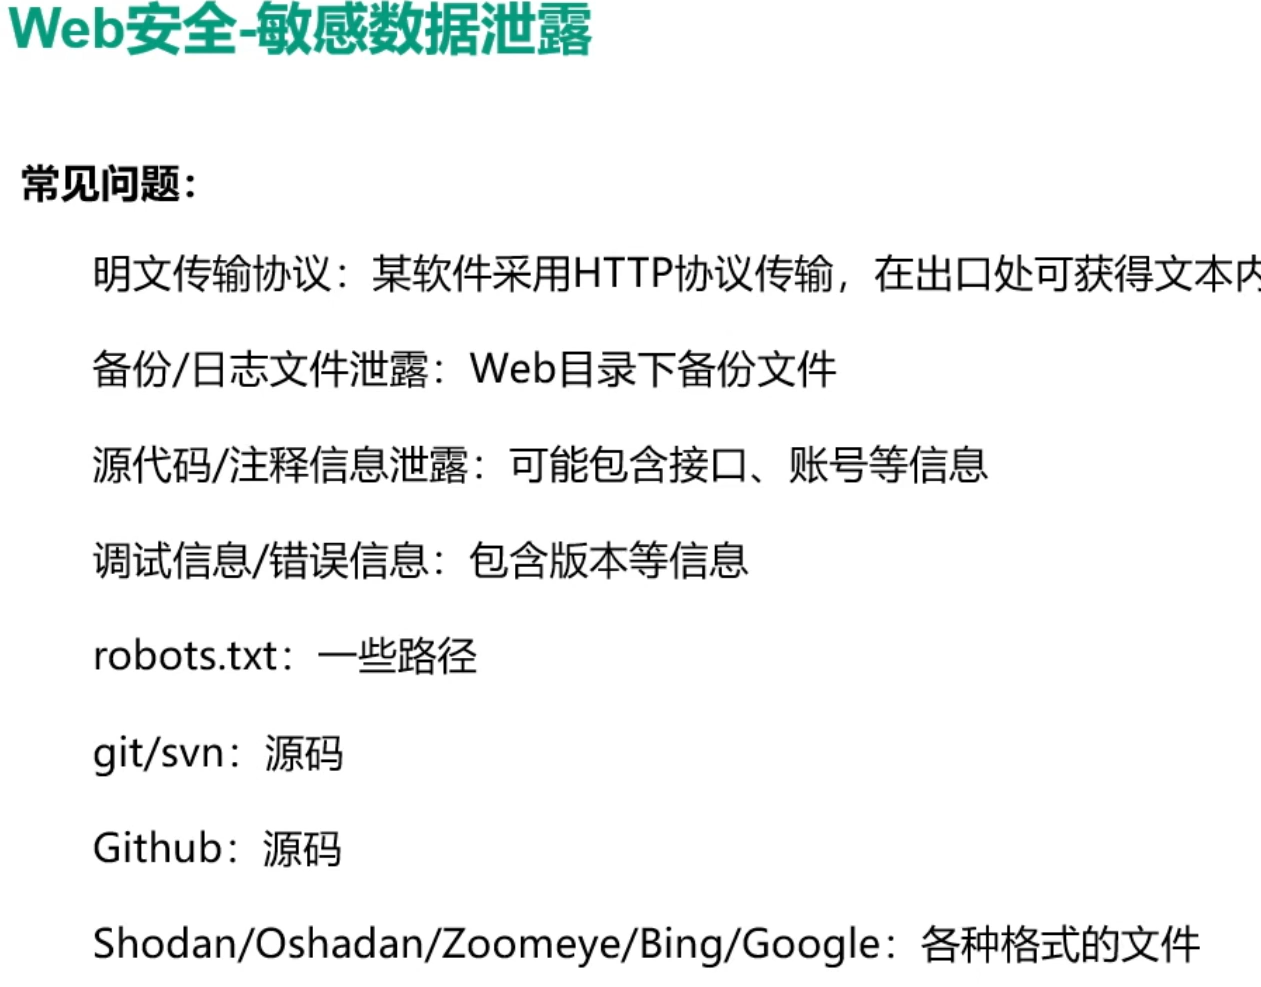 Web安全-敏感数据泄露
常见问题：
明文传输协议：某软件采用HTTP协议传输，在出口处可获得文本内
备份/日志文件泄露：Web目录下备份文件
源代码/注释信息泄露：可能包含接口、账号等信息
调试信息/错误信息：包含版本等信息
robots.txt：一些路径
git/svn：源码
Github：源码
Shodan/Oshadan/Zoomeye/Bing/Google：各种格式的文件